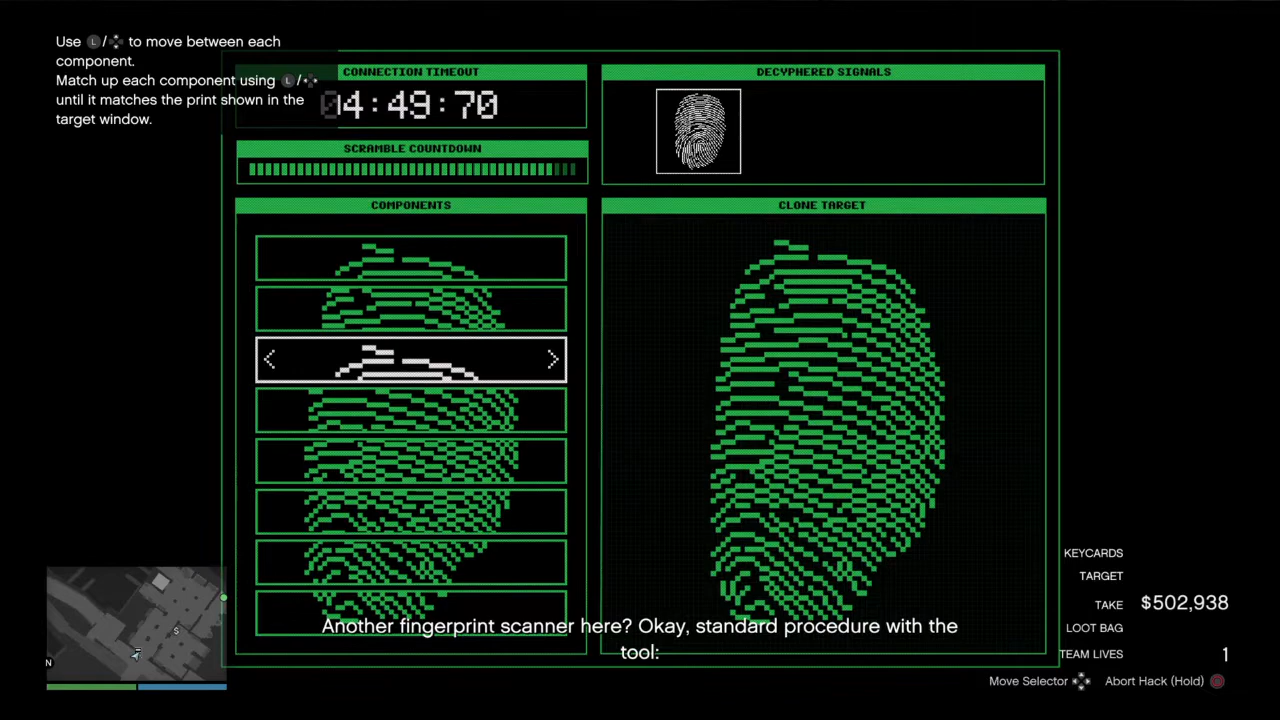 Use L/ to move between each
component.
Match up each component using L/
until it matches the print shown in the
target window.
CONNECTION TIMEOUT
04:49:70
SCRAMBLE COUNTDOWN
DECYPHERED SIGNALS
COMPONENTS
CLONE TARGET
< >
S
N
Another fingerprint scanner here? Okay, standard procedure with the
tool:
KEYCARDS
TARGET
TAKE $502,938
LOOT BAG
TEAM LIVES 1
Move Selector Abort Hack (Hold)